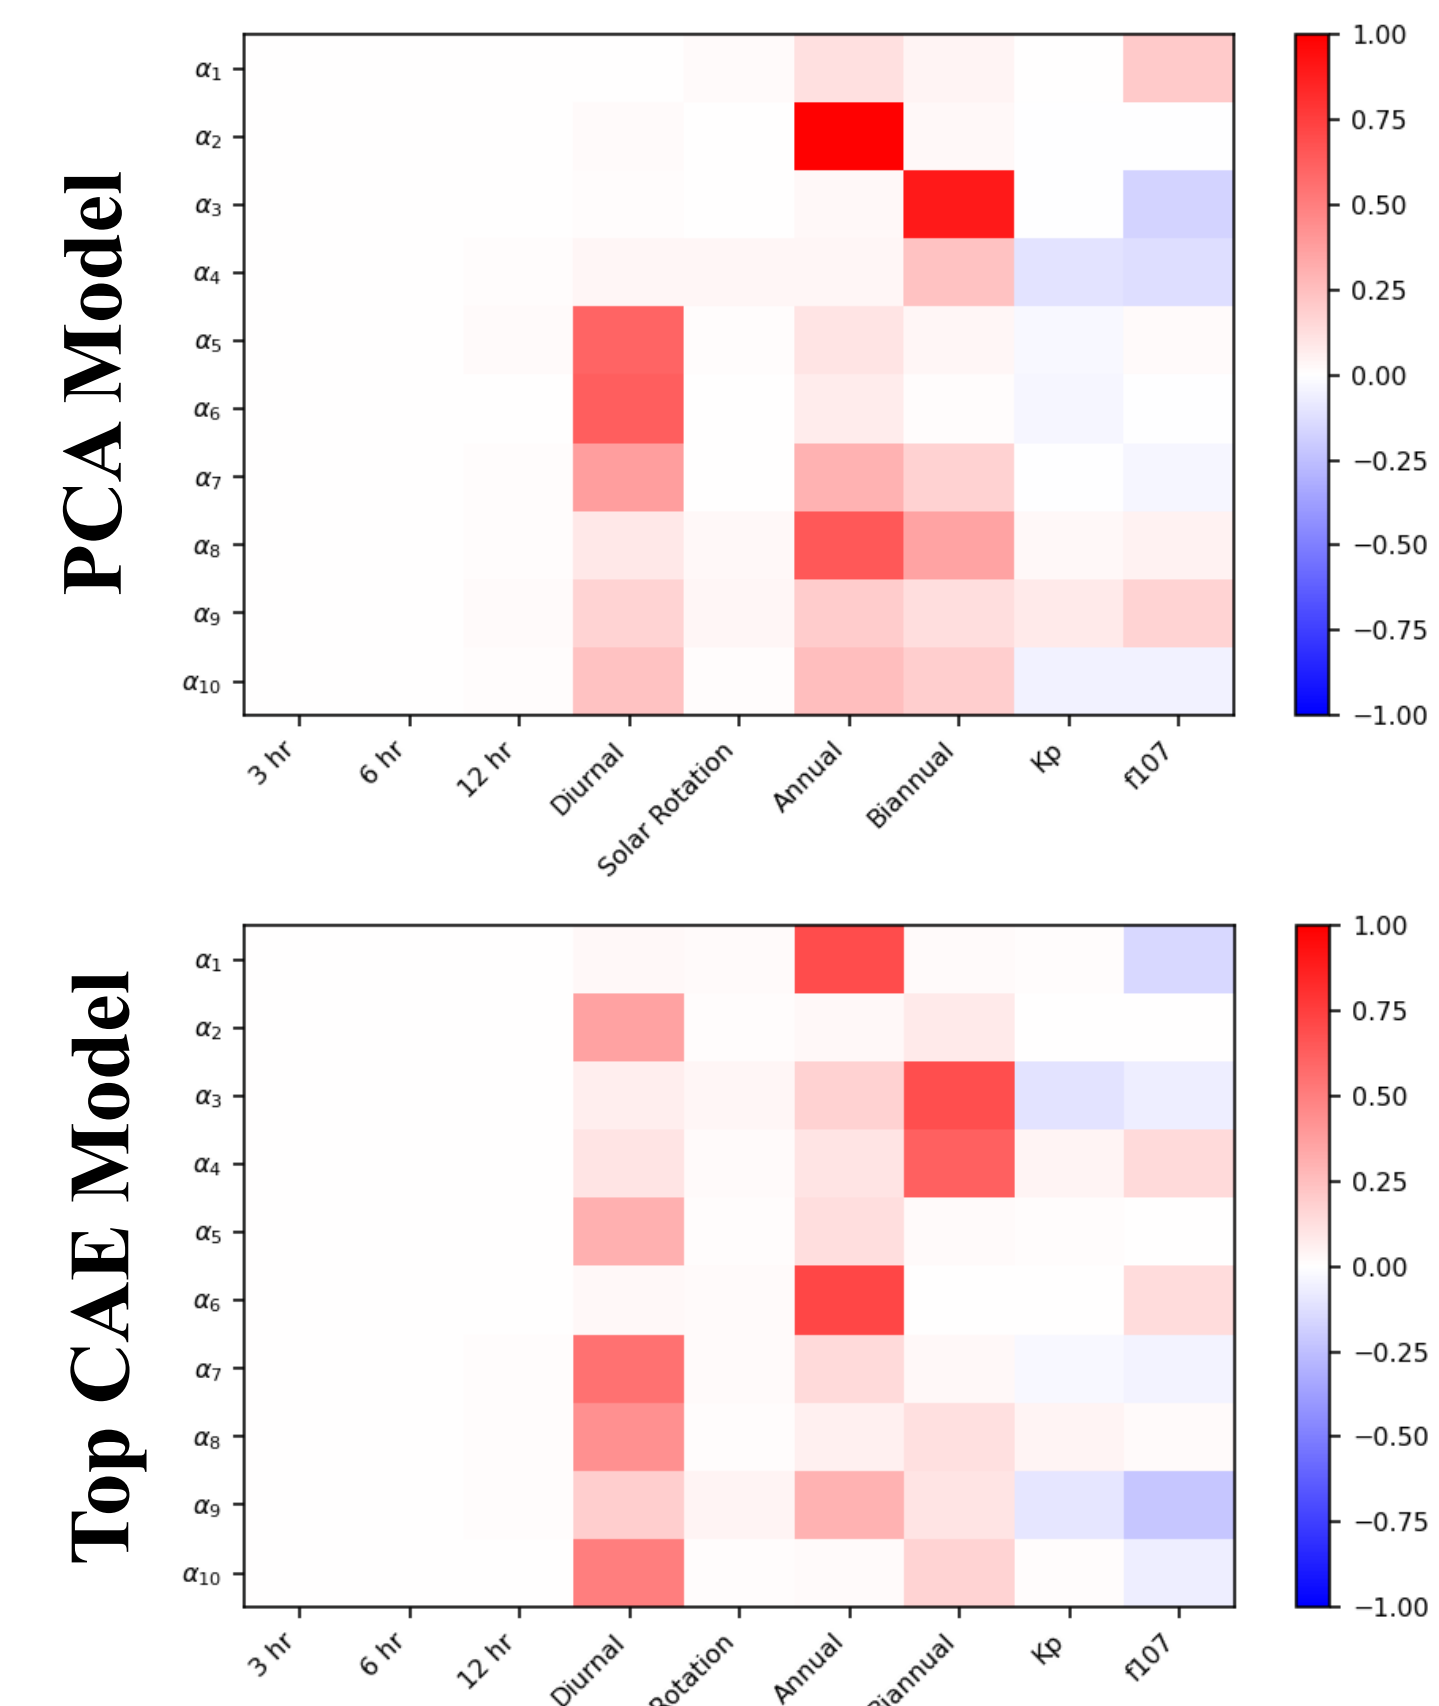 PCA Model
α1
α2
α3
α4
α5
α6
α7
α8
α9
α10
3 hr
6 hr
12 hr
Diurnal
Solar Rotation
Annual
Biannual
Kp
f107
1.00
0.75
0.50
0.25
0.00
−0.25
−0.50
−0.75
−1.00
Top CAE Model
α1
α2
α3
α4
α5
α6
α7
α8
α9
α10
3 hr
6 hr
12 hr
Diurnal
Rotation
Annual
Biannual
Kp
f107
1.00
0.75
0.50
0.25
0.00
−0.25
−0.50
−0.75
−1.00